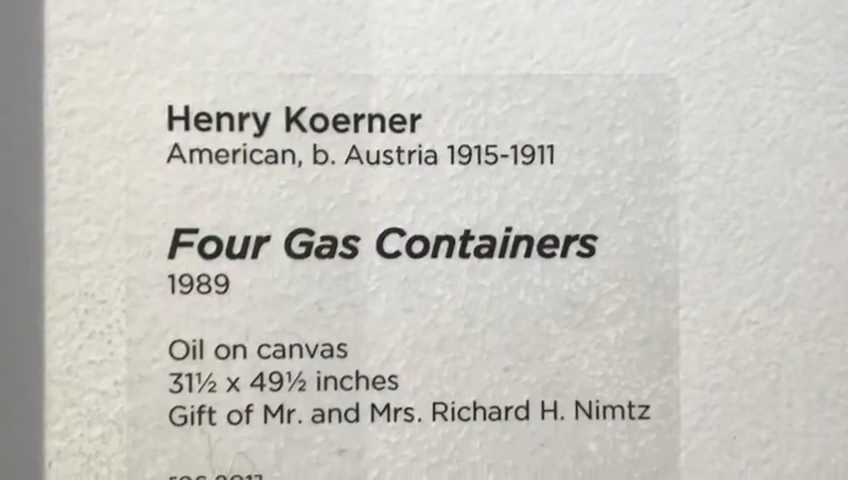 Henry Koerner
American, b. Austria 1915-1911
Four Gas Containers
1989
Oil on canvas
31½ x 49½ inches
Gift of Mr. and Mrs. Richard H. Nimtz